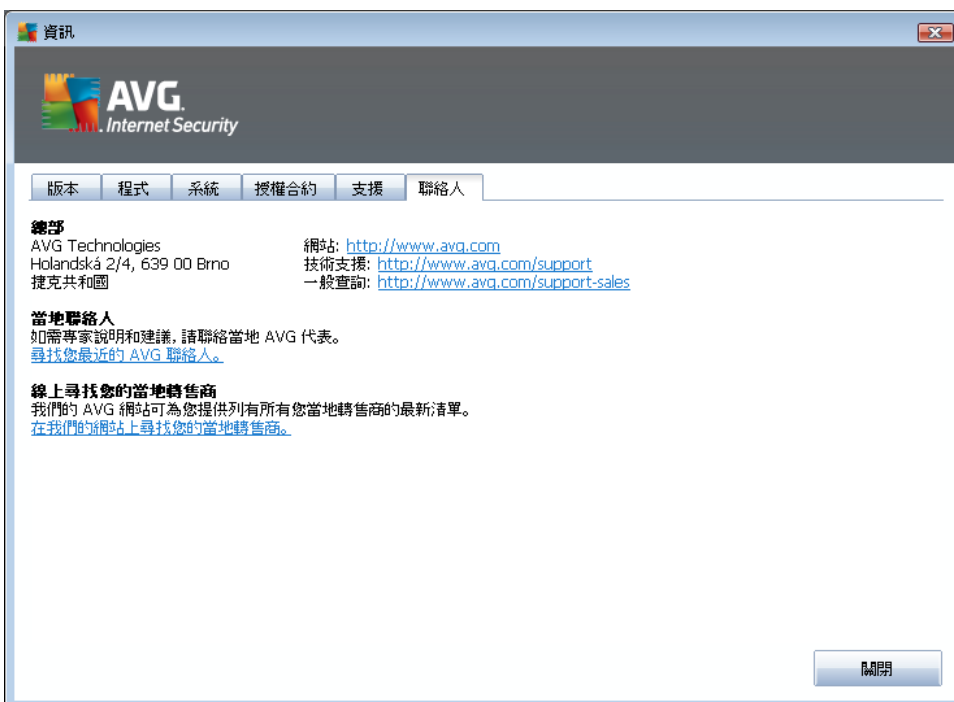 資訊
AVG.
Internet Security
版本 程式 系統 授權合約 支援 聯絡人
總部
AVG Technologies
Holandská 2/4, 639 00 Brno
捷克共和國
網站: http://www.avg.com
技術支援: http://www.avg.com/support
一般查詢: http://www.avg.com/support-sales
當地聯絡人
如需專家說明和建議, 請聯絡當地 AVG 代表。
尋找您最近的 AVG 聯絡人。
線上尋找您的當地轉售商
我們的 AVG 網站可為您提供列有所有您當地轉售商的最新清單。
在我們的網站上尋找您的當地轉售商。
關閉